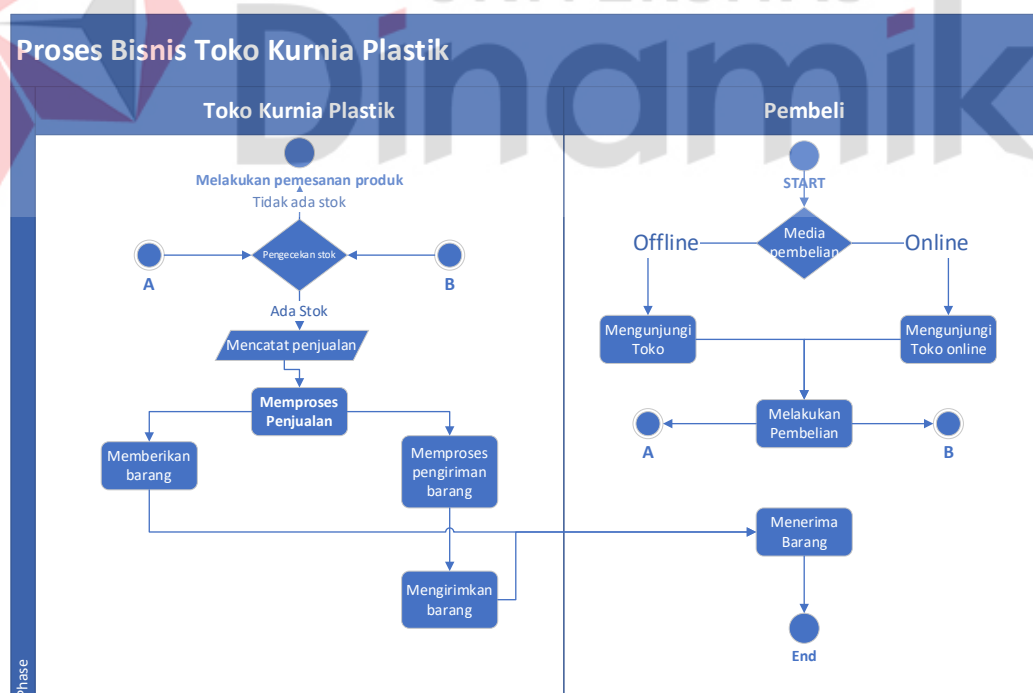 Proses Bisnis Toko Kurnia Plastik
Toko Kurnia Plastik
Pembeli
Melakukan pemesanan produk
Tidak ada stok
Pengecekan stok
A
B
Ada Stok
Mencatat penjualan
Memproses
Penjualan
Memberikan
barang
Memproses
pengiriman
barang
Mengirimkan
barang
START
Media
pembelian
Offline
Online
Mengunjungi
Toko
Mengunjungi
Toko online
Melakukan
Pembelian
A
B
Menerima
Barang
End
Phase
Dinamika